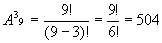 A³₉ = 9!/(9 − 3)! = 9!/6! = 504